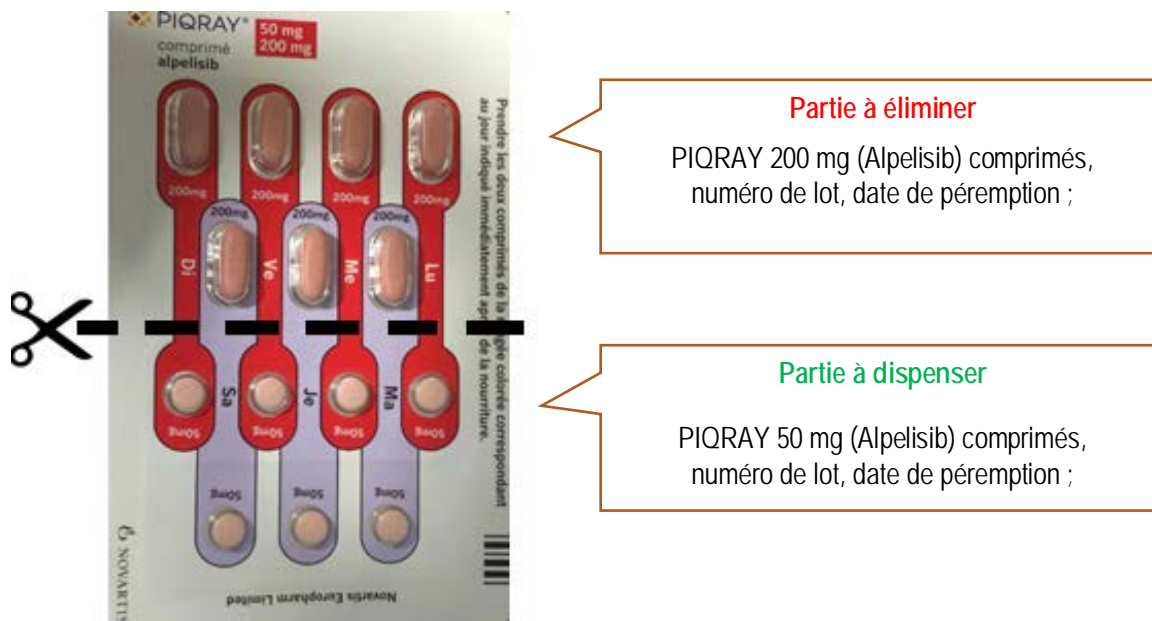 PIQRAY®
50 mg
200 mg
comprimé
alpelisib
200mg
200mg
200mg
200mg
200mg
200mg
200mg
Di
Ve
Me
Lu
Sa
Je
Ma
50mg
50mg
50mg
50mg
50mg
50mg
50mg
Prendre les deux comprimés de la colorée correspondant
au jour indiqué immédiatement de la nourriture.
NOVARTIS
Novartis Europharm Limited
Partie à éliminer
PIQRAY 200 mg (Alpelisib) comprimés,
numéro de lot, date de péremption ;
Partie à dispenser
PIQRAY 50 mg (Alpelisib) comprimés,
numéro de lot, date de péremption ;